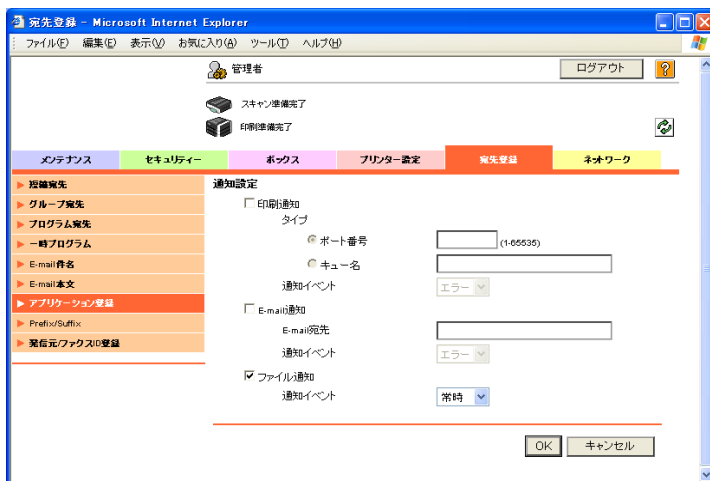 宛先登録 - Microsoft Internet Explorer
ファイル(F) 編集(E) 表示(V) お気に入り(A) ツール(T) ヘルプ(H)
管理者 ログアウト ?
スキャン準備完了
印刷準備完了
メンテナンス セキュリティー ボックス プリンター設定 宛先登録 ネットワーク
短縮宛先
グループ宛先
プログラム宛先
一時プログラム
E-mail件名
E-mail本文
アプリケーション登録
Prefix/Suffix
発信元/ファクスID登録
通知設定
印刷通知
タイプ
ポート番号 (1-65535)
キュー名
通知イベント エラー
E-mail通知
E-mail宛先
通知イベント エラー
ファイル通知
通知イベント 常時
OK キャンセル